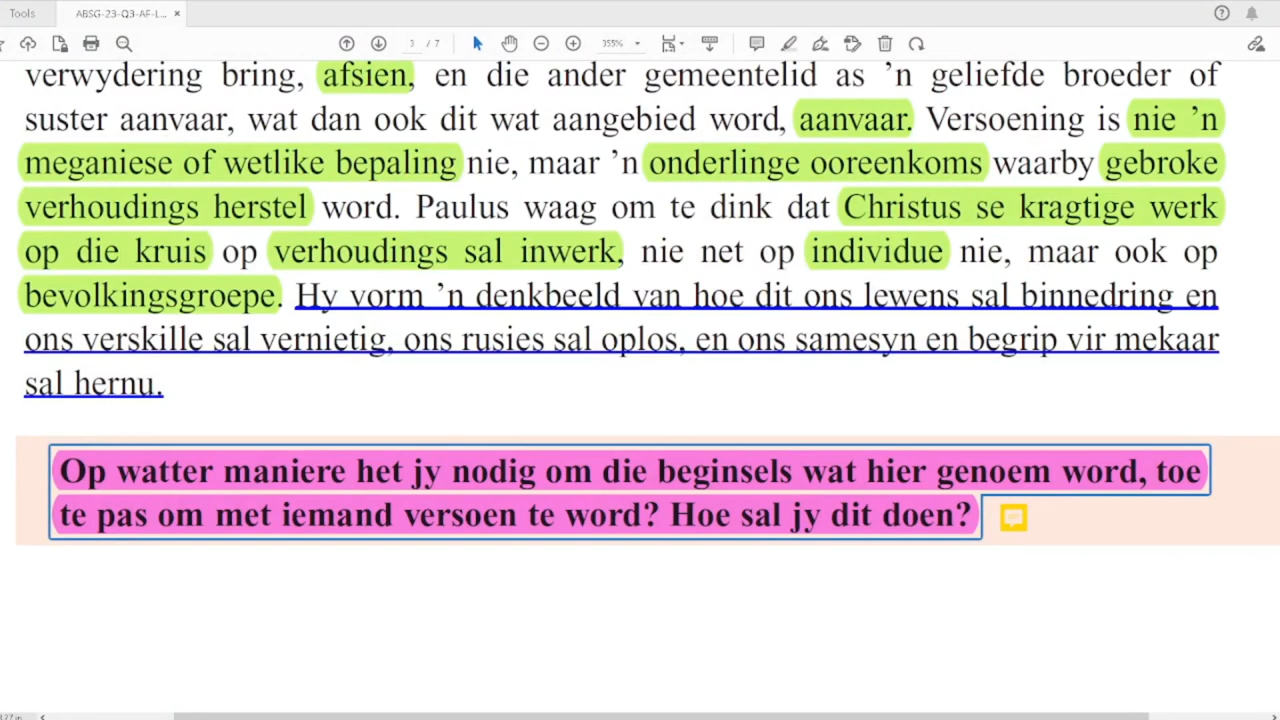 Tools
ABSG-23-Q3-AF-L...
3 / 7
355%
verwydering bring, afsien, en die ander gemeentelid as ’n geliefde broeder of
suster aanvaar, wat dan ook dit wat aangebied word, aanvaar. Versoening is nie ’n
meganiese of wetlike bepaling nie, maar ’n onderlinge ooreenkoms waarby gebroke
verhoudings herstel word. Paulus waag om te dink dat Christus se kragtige werk
op die kruis op verhoudings sal inwerk, nie net op individue nie, maar ook op
bevolkingsgroepe. Hy vorm ’n denkbeeld van hoe dit ons lewens sal binnedring en
ons verskille sal vernietig, ons rusies sal oplos, en ons samesyn en begrip vir mekaar
sal hernu.
Op watter maniere het jy nodig om die beginsels wat hier genoem word, toe
te pas om met iemand versoen te word? Hoe sal jy dit doen?